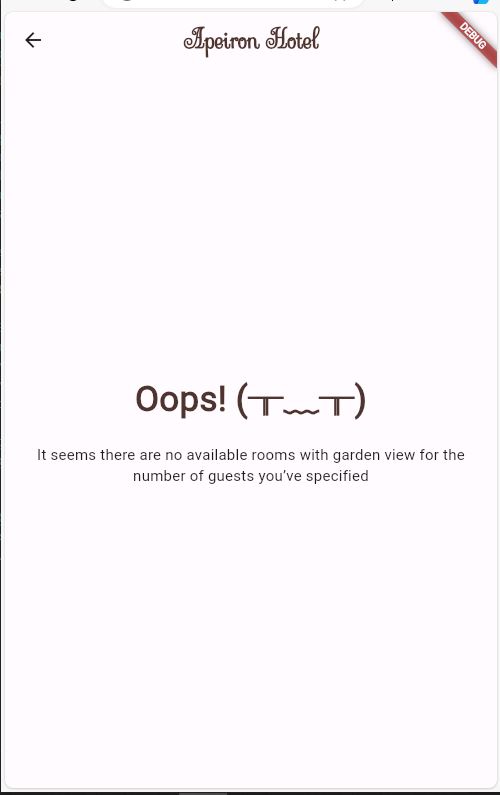 Apeiron Hotel
DEBUG
Oops! (╥﹏╥)
It seems there are no available rooms with garden view for the
number of guests you’ve specified